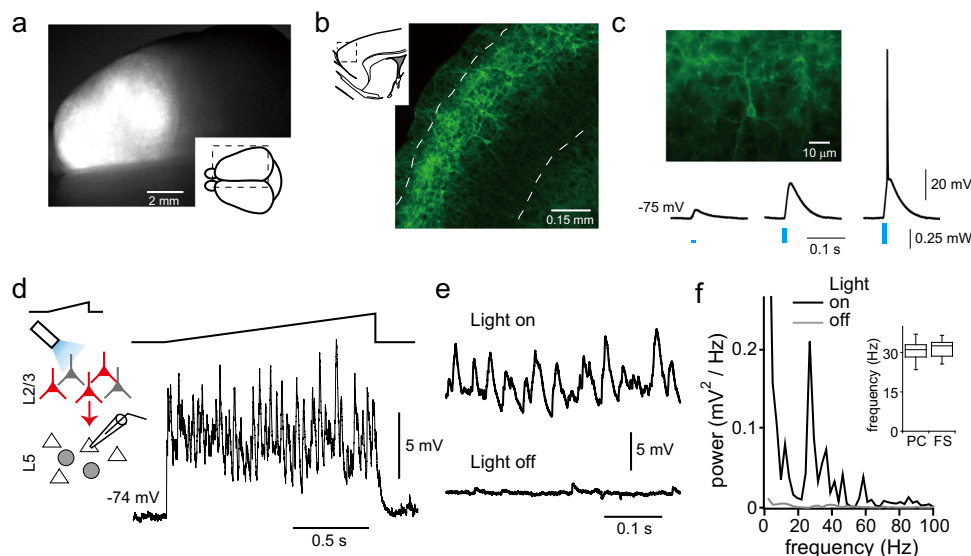 a
2 mm
b
0.15 mm
c
10 μm
-75 mV
20 mV
0.1 s
0.25 mW
d
L2/3
L5
-74 mV
5 mV
0.5 s
e
Light on
Light off
5 mV
0.1 s
f
Light
on
off
power (mV² / Hz)
0.2
0.1
0
0 20 40 60 80 100
frequency (Hz)
frequency (Hz)
30
15
0
PC FS